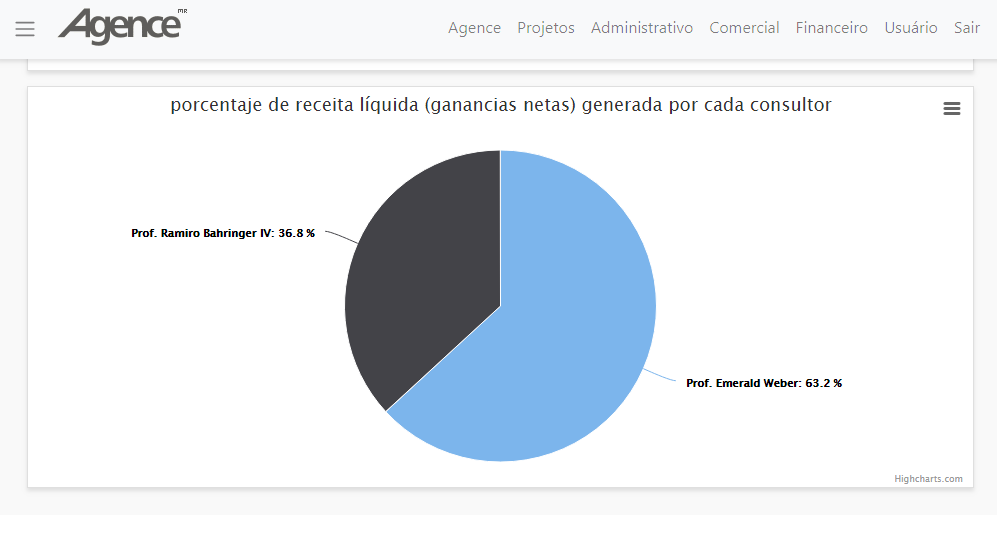 Agence MR
Agence Projetos Administrativo Comercial Financeiro Usuário Sair
porcentaje de receita líquida (ganancias netas) generada por cada consultor
Prof. Ramiro Bahringer IV: 36.8 %
Prof. Emerald Weber: 63.2 %
Highcharts.com